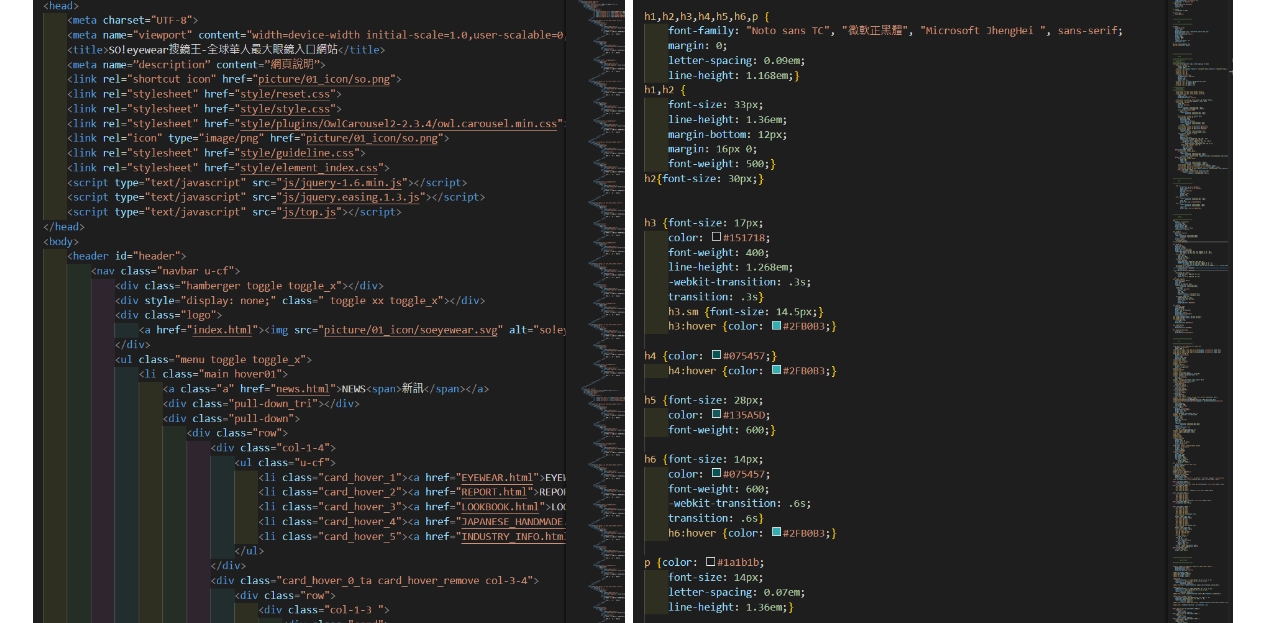 <head>
<meta charset="UTF-8">
<meta name="viewport" content="width=device-width initial-scale=1.0,user-scalable=0,
<title>SO!eyewear搜鏡王-全球華人最大眼鏡入口網站</title>
<meta name="description" content="網頁說明">
<link rel="shortcut icon" href="picture/01_icon/so.png">
<link rel="stylesheet" href="style/reset.css">
<link rel="stylesheet" href="style/style.css">
<link rel="stylesheet" href="style/plugins/OwlCarousel2-2.3.4/owl.carousel.min.css">
<link rel="icon" type="image/png" href="picture/01_icon/so.png">
<link rel="stylesheet" href="style/guideline.css">
<link rel="stylesheet" href="style/element_index.css">
<script type="text/javascript" src="js/jquery-1.6.min.js"></script>
<script type="text/javascript" src="js/jquery.easing.1.3.js"></script>
<script type="text/javascript" src="js/top.js"></script>
</head>
<body>
<header id="header">
<nav class="navbar u-cf">
<div class="hamberger toggle toggle_x"></div>
<div style="display: none;" class=" toggle xx toggle_x"></div>
<div class="logo">
<a href="index.html"><img src="picture/01_icon/soeyewear.svg" alt="so!ey
</div>
<ul class="menu toggle toggle_x">
<li class="main hover01">
<a class="a" href="news.html">NEWS<span>新訊</span></a>
<div class="pull-down_tri"></div>
<div class="pull-down">
<div class="row">
<div class="col-1-4">
<ul class="u-cf">
<li class="card_hover_1"><a href="EYEWEAR.html">EYEW
<li class="card_hover_2"><a href="REPORT.html">REPOR
<li class="card_hover_3"><a href="LOOKBOOK.html">LOO
<li class="card_hover_4"><a href="JAPANESE_HANDMADE.
<li class="card_hover_5"><a href="INDUSTRY_INFO.html
</ul>
</div>
<div class="card_hover_0_ta card_hover_remove col-3-4">
<div class="row">
<div class="col-1-3 ">
h1,h2,h3,h4,h5,h6,p {
font-family: "Noto sans TC", "微軟正黑體", "Microsoft JhengHei ", sans-serif;
margin: 0;
letter-spacing: 0.09em;
line-height: 1.168em;}
h1,h2 {
font-size: 33px;
line-height: 1.36em;
margin-bottom: 12px;
margin: 16px 0;
font-weight: 500;}
h2{font-size: 30px;}
h3 {font-size: 17px;
color: #151718;
font-weight: 400;
line-height: 1.268em;
-webkit-transition: .3s;
transition: .3s}
h3.sm {font-size: 14.5px;}
h3:hover {color: #2FB0B3;}
h4 {color: #075457;}
h4:hover {color: #2FB0B3;}
h5 {font-size: 28px;
color: #135A5D;
font-weight: 600;}
h6 {font-size: 14px;
color: #075457;
font-weight: 600;
-webkit-transition: .6s;
transition: .6s}
h6:hover {color: #2FB0B3;}
p {color: #1a1b1b;
font-size: 14px;
letter-spacing: 0.07em;
line-height: 1.36em;}